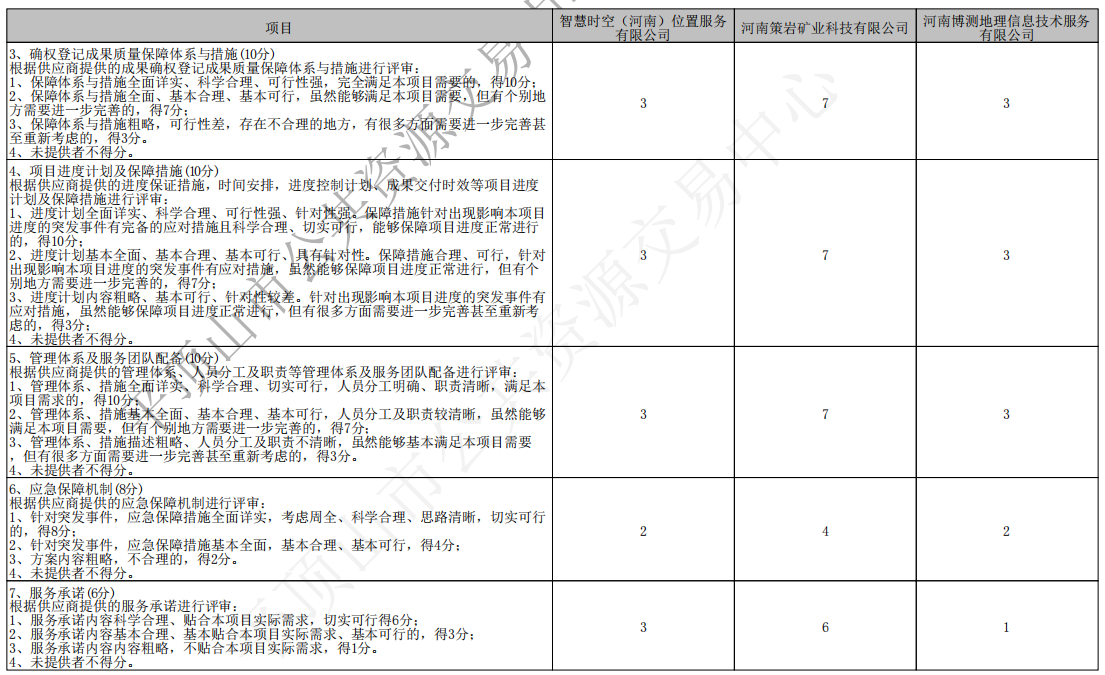 项目
智慧时空（河南）位置服务
有限公司
河南策岩矿业科技有限公司
河南博测地理信息技术服务
有限公司
3、确权登记成果质量保障体系与措施(10分)
根据供应商提供的成果确权登记成果质量保障体系与措施进行评审:
1、保障体系与措施全面详实、科学合理、可行性强，完全满足本项目需要的，得10分;
2、保障体系与措施全面、基本合理、基本可行，虽然能够满足本项目需要，但有个别地
方需要进一步完善的，得7分;
3、保障体系与措施粗略，可行性差，存在不合理的地方，有很多方面需要进一步完善甚
至重新考虑的，得3分。
4、未提供者不得分。
3
7
3
4、项目进度计划及保障措施(10分)
根据供应商提供的进度保证措施，时间安排，进度控制计划、成果交付时效等项目进度
计划及保障措施进行评审:
1、进度计划全面详实、科学合理、可行性强、针对性强。保障措施针对出现影响本项目
进度的突发事件有完备的应对措施且科学合理、切实可行，能够保障项目进度正常进行
的，得10分;
2、进度计划基本全面、基本合理、基本可行、具有针对性。保障措施合理、可行，针对
出现影响本项目进度的突发事件有应对措施，虽然能够保障项目进度正常进行，但有个
别地方需要进一步完善的，得7分;
3、进度计划内容粗略、基本可行、针对性较差。针对出现影响本项目进度的突发事件有
应对措施，虽然能够保障项目进度正常进行，但有很多方面需要进一步完善甚至重新考
虑的，得3分;
4、未提供者不得分。
3
7
3
5、管理体系及服务团队配备(10分)
根据供应商提供的管理体系、人员分工及职责等管理体系及服务团队配备进行评审:
1、管理体系、措施全面详实、科学合理、切实可行，人员分工明确、职责清晰，满足本
项目需求的，得10分;
2、管理体系、措施基本全面、基本合理、基本可行，人员分工及职责较清晰，虽然能够
满足本项目需要，但有个别地方需要进一步完善的，得7分;
3、管理体系、措施描述粗略、人员分工及职责不清晰，虽然能够基本满足本项目需要
，但有很多方面需要进一步完善甚至重新考虑的，得3分。
4、未提供者不得分。
3
7
3
6、应急保障机制(8分)
根据供应商提供的应急保障机制进行评审:
1、针对突发事件，应急保障措施全面详实，考虑周全、科学合理、思路清晰，切实可行
的，得8分;
2、针对突发事件，应急保障措施基本全面，基本合理、基本可行，得4分;
3、方案内容粗略，不合理的，得2分。
4、未提供者不得分。
2
4
2
7、服务承诺(6分)
根据供应商提供的服务承诺进行评审:
1、服务承诺内容科学合理、贴合本项目实际需求，切实可行得6分;
2、服务承诺内容基本合理、基本贴合本项目实际需求、基本可行的，得3分;
3、服务承诺内容内容粗略，不贴合本项目实际需求，得1分。
4、未提供者不得分。
3
6
1
平顶山市公共资源交易中
平顶山市公共资源交易中心